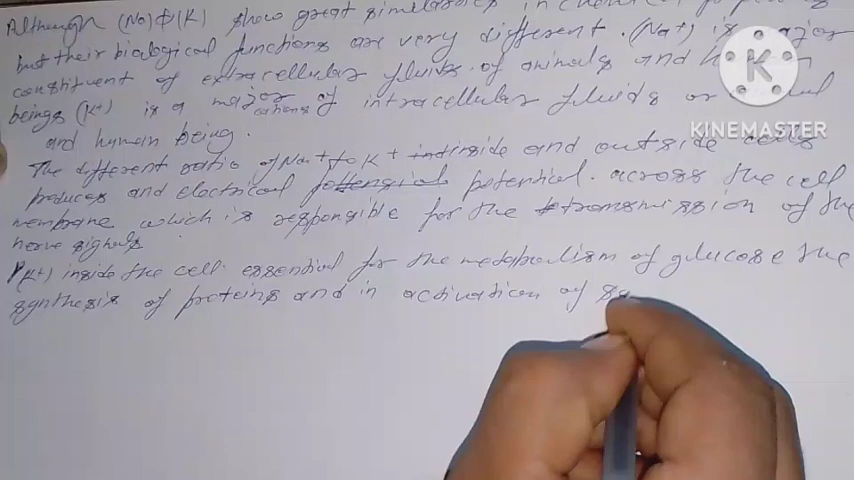 Although (Na) & (K) show great similarties in chemical
but their biological functions are very different. (Na+) is major
constituent of extracellular fluids of animals and
beings (K+) is a major cations of intracellular fluids or
and human being.
The different ratio of Na+ to K+ inside and outside cells
produces and electrical potential. across the cell
membrane which is responsible for the transmission of the
nerve signals
(K+) inside the cell. essential for the metabolism of glucose the
synthesis of proteins and in activation of
K
KINEMASTER